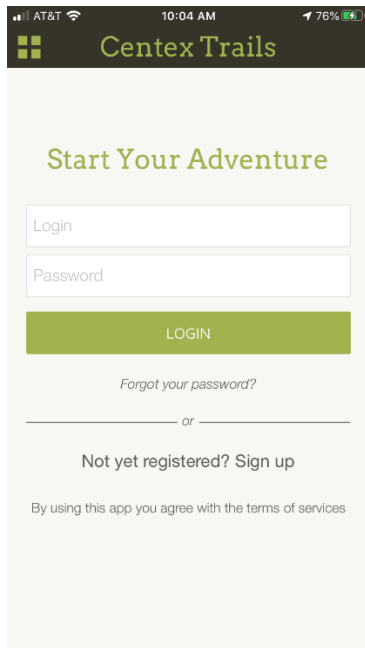 AT&T 10:04 AM 76%
Centex Trails
Start Your Adventure
Login
Password
LOGIN
Forgot your password?
or
Not yet registered? Sign up
By using this app you agree with the terms of services